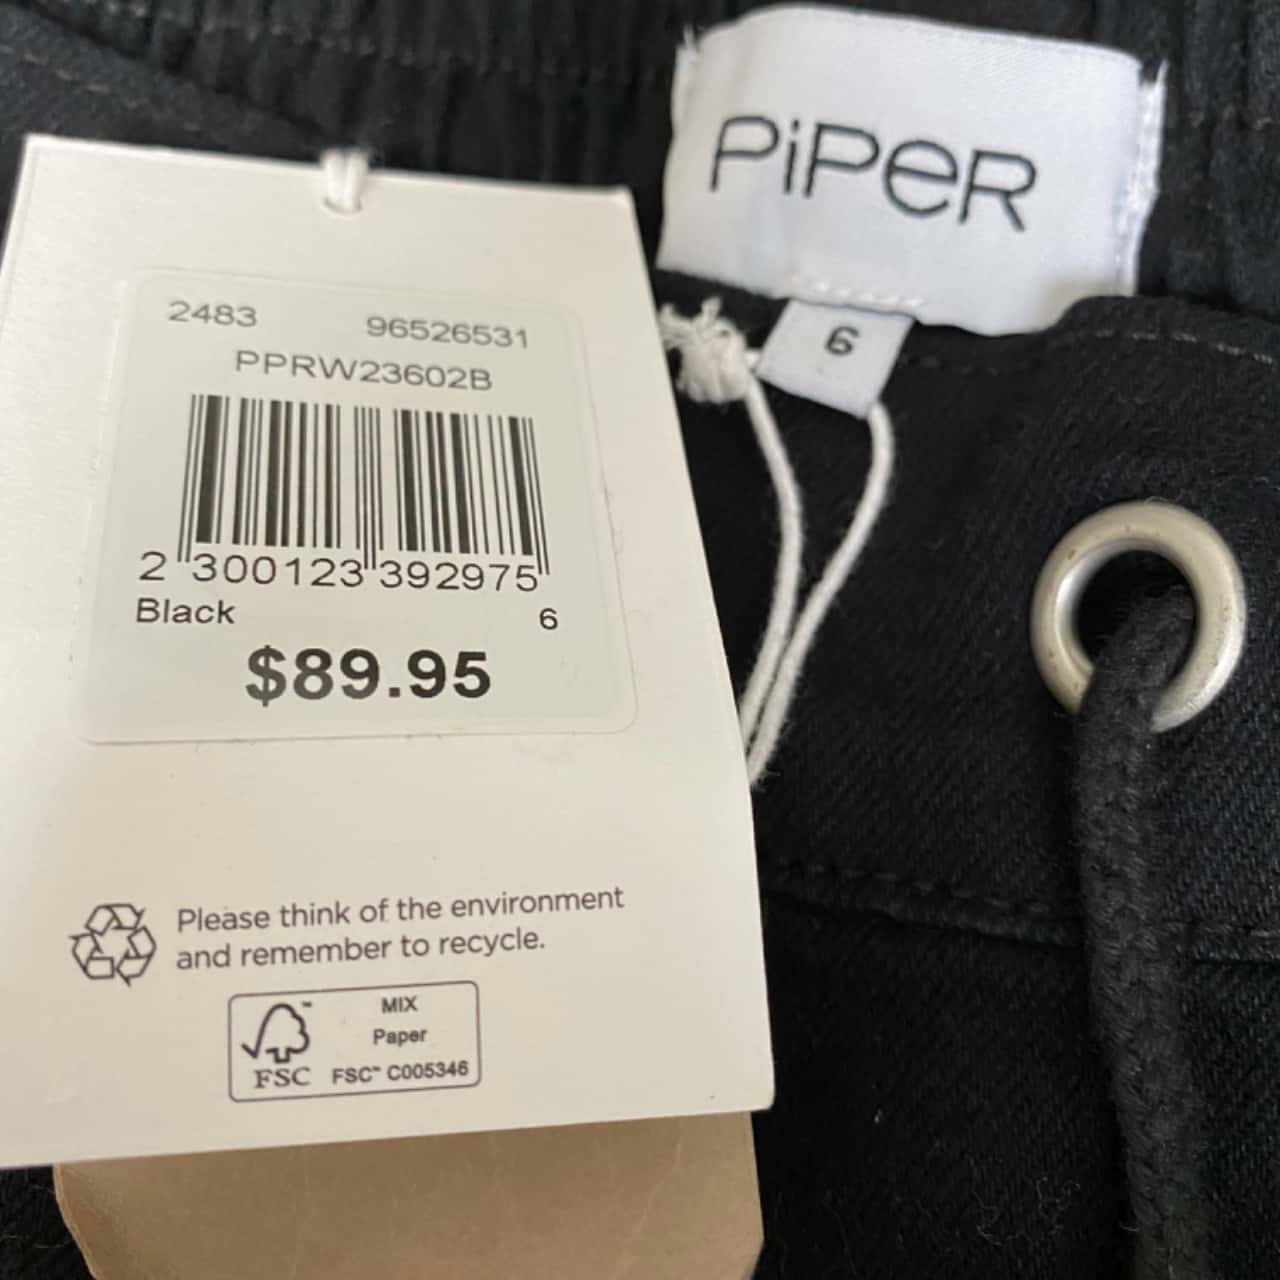 PiPeR
6
2483 96526531
PPRW23602B
2 300123 392975
Black 6
$89.95
Please think of the environment
and remember to recycle.
MIX
Paper
FSC FSC™ C005346